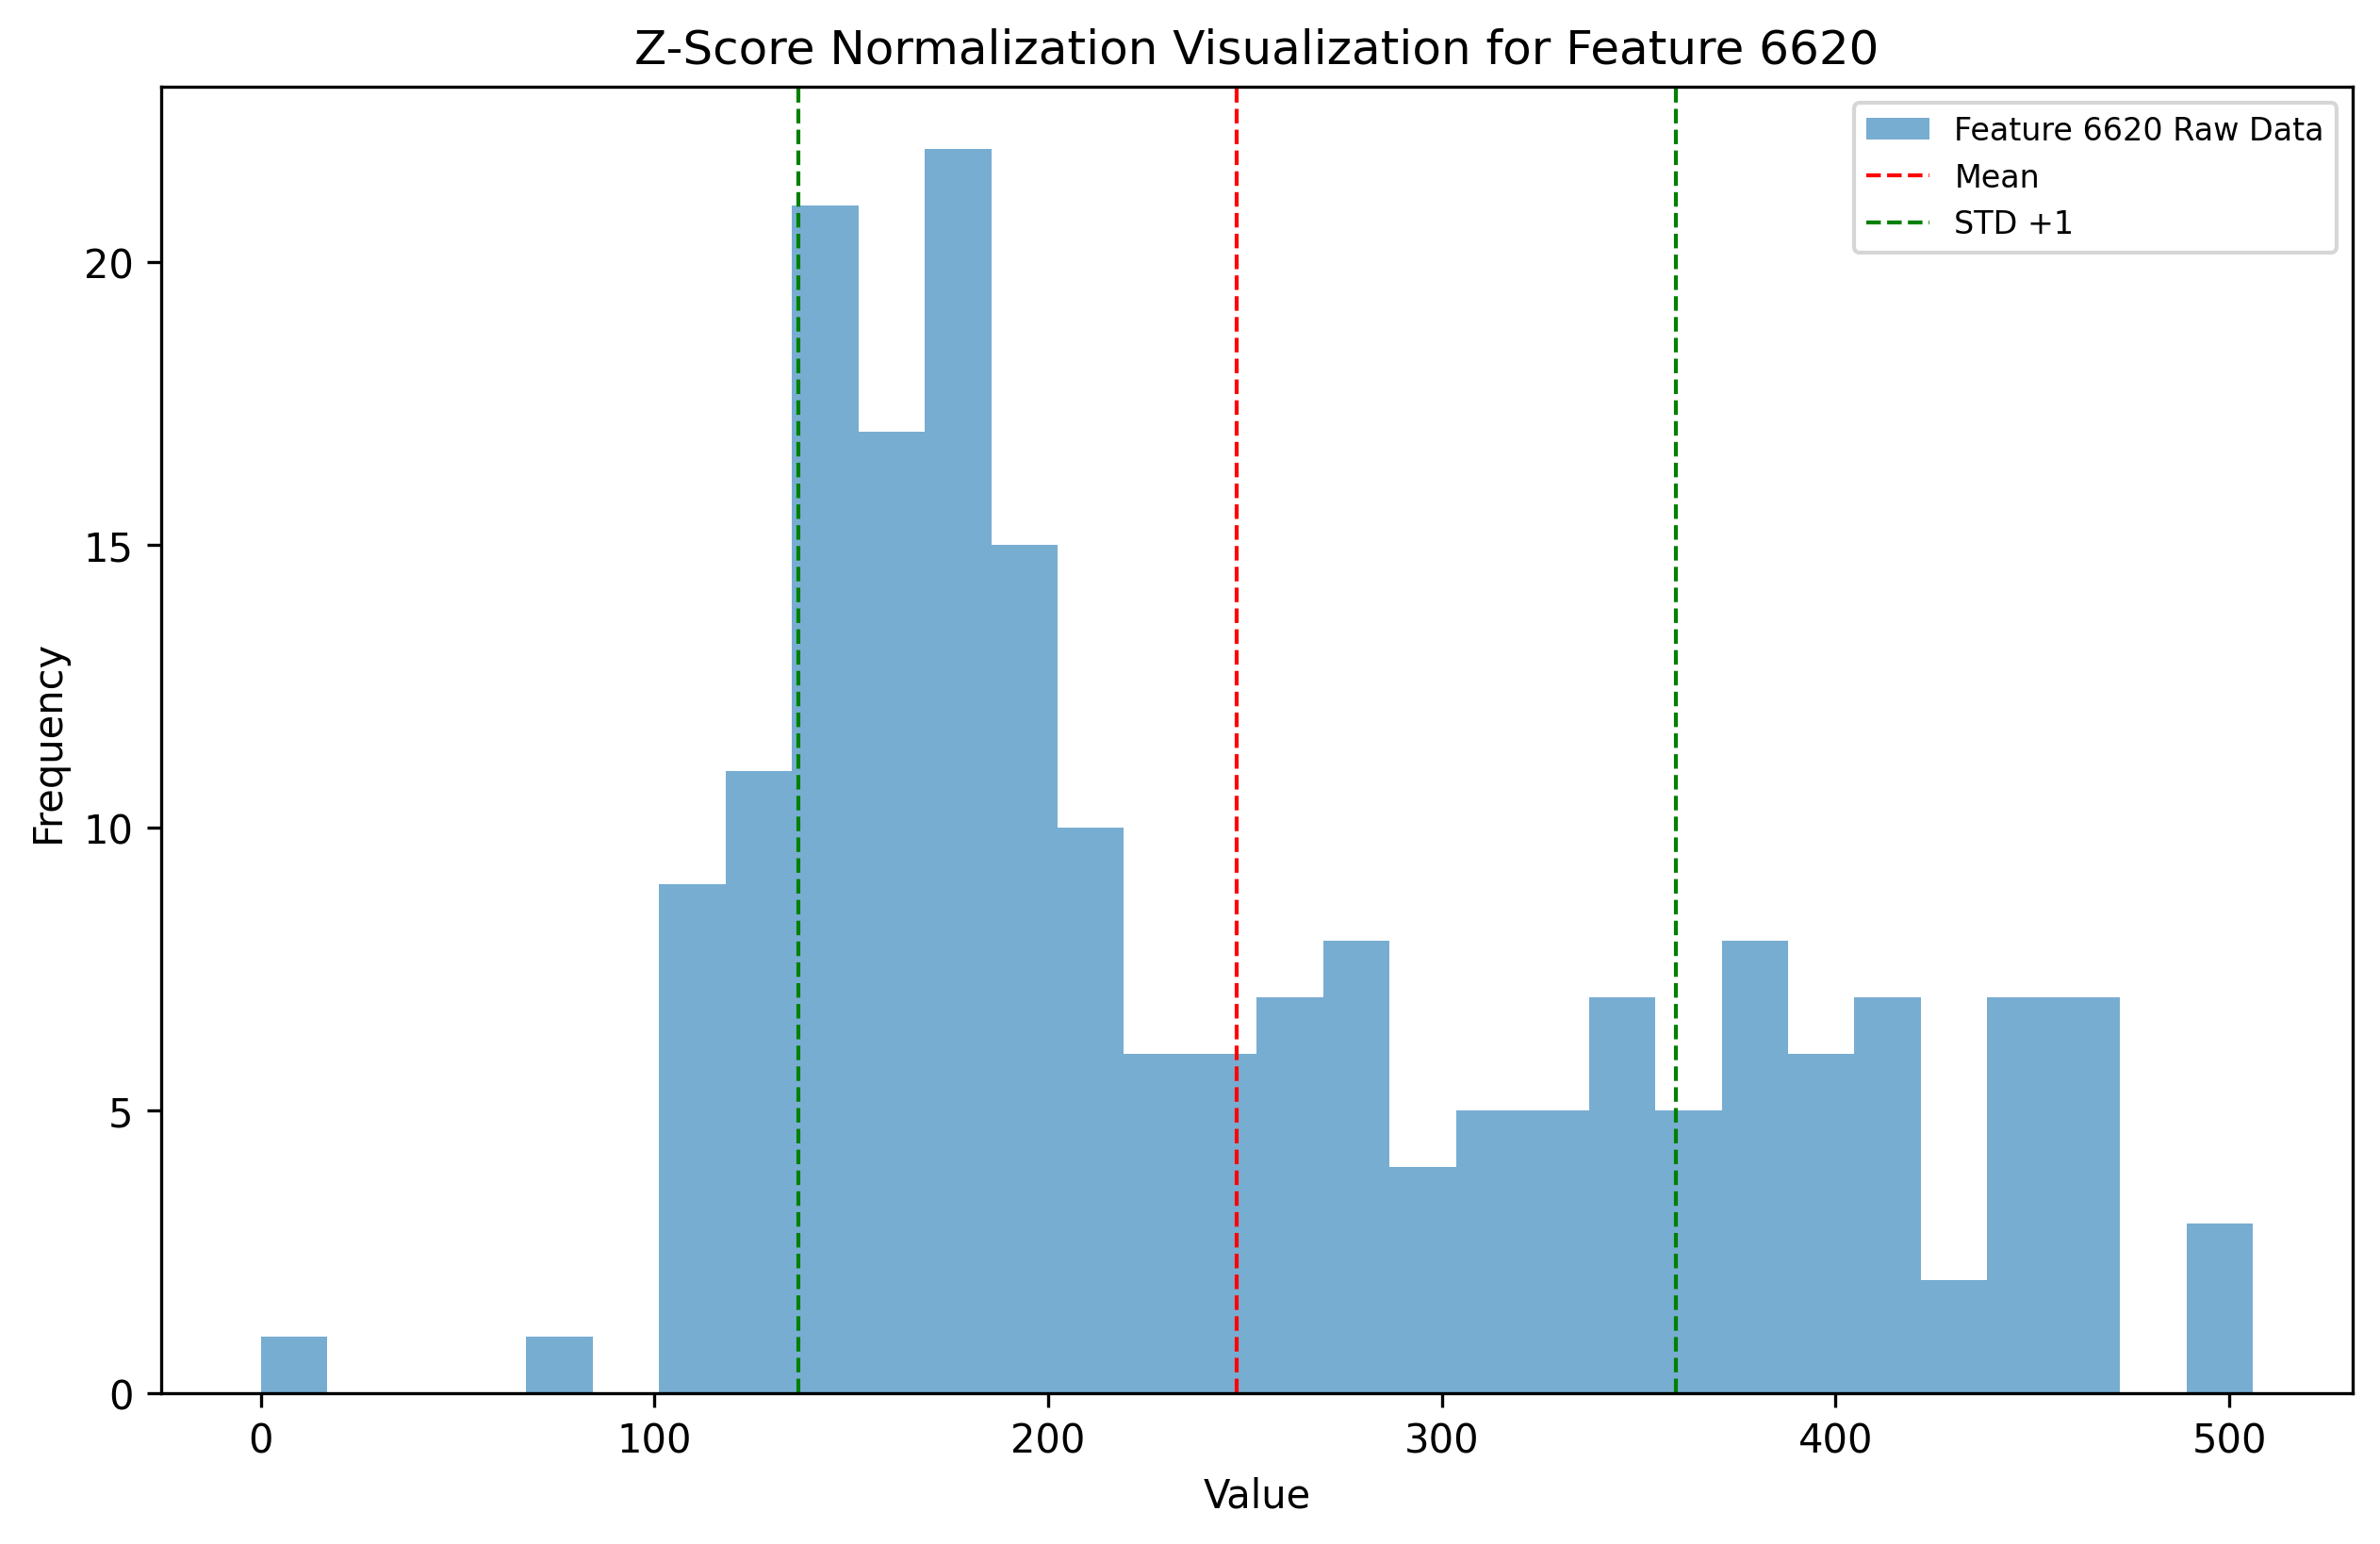 Z-Score Normalization Visualization for Feature 6620
Feature 6620 Raw Data
Mean
STD +1
20
15
10
5
0
Frequency
0 100 200 300 400 500
Value